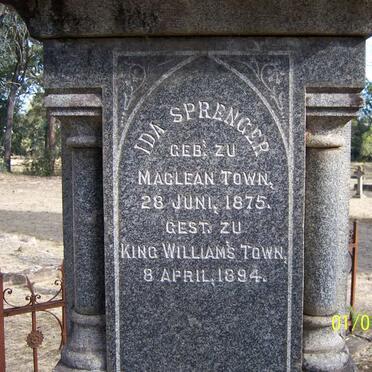 IDA SPRENGER
GEB. ZU
MACLEAN TOWN,
28 JUNI, 1875.
GEST. ZU
KING WILLIAM'S TOWN,
8 APRIL, 1894.
01/0